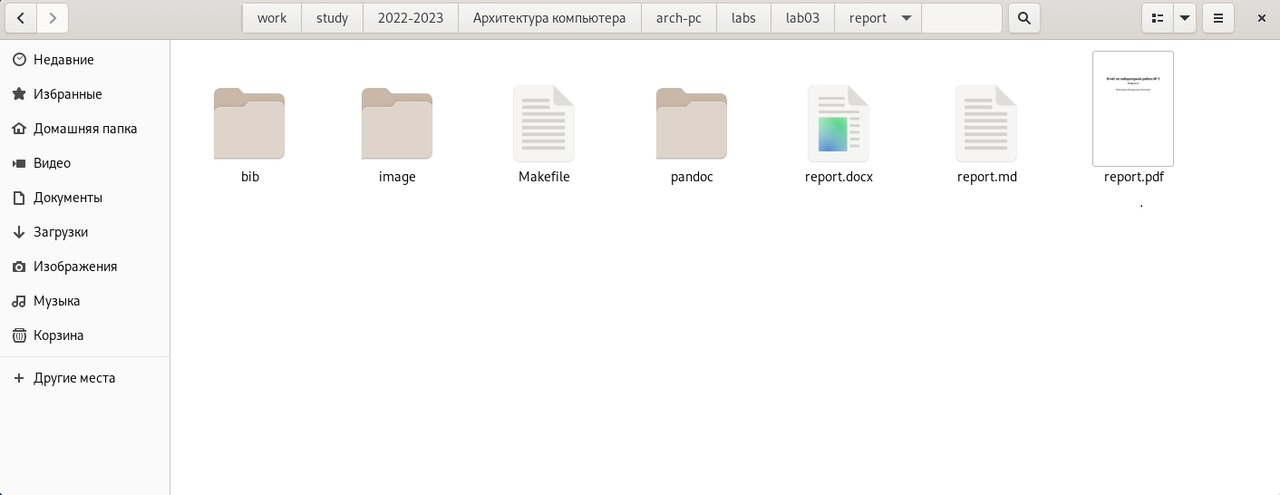 work study 2022-2023 Архитектура компьютера arch-pc labs lab03 report
Недавние
Избранные
Домашняя папка
Видео
Документы
Загрузки
Изображения
Музыка
Корзина
Другие места
bib image Makefile pandoc report.docx report.md report.pdf